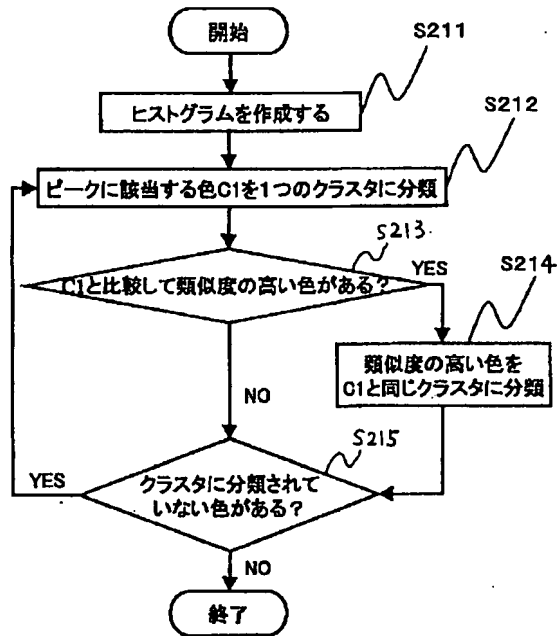 開始
S211
ヒストグラムを作成する
S212
ピークに該当する色C1を1つのクラスタに分類
S213
C1と比較して類似度の高い色がある?
YES
S214
類似度の高い色を
C1と同じクラスタに分類
NO
S215
YES
クラスタに分類されて
いない色がある?
NO
終了